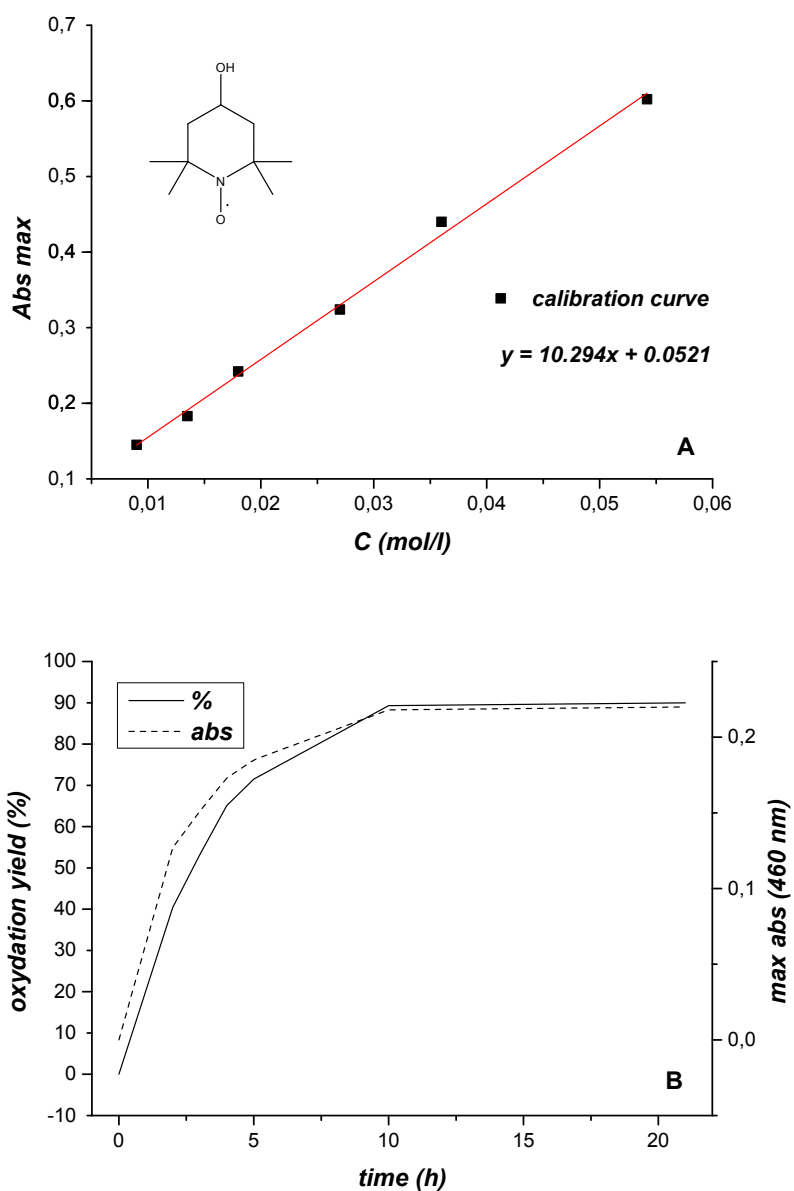 0,7
0,6
0,5
0,4
0,3
0,2
0,1
Abs max
OH
N
O
calibration curve
y = 10.294x + 0.0521
A
0,01 0,02 0,03 0,04 0,05 0,06
C (mol/l)
100
90
80
70
60
50
40
30
20
10
0
-10
oxydation yield (%)
%
abs
0,2
0,1
0,0
max abs (460 nm)
B
0 5 10 15 20
time (h)